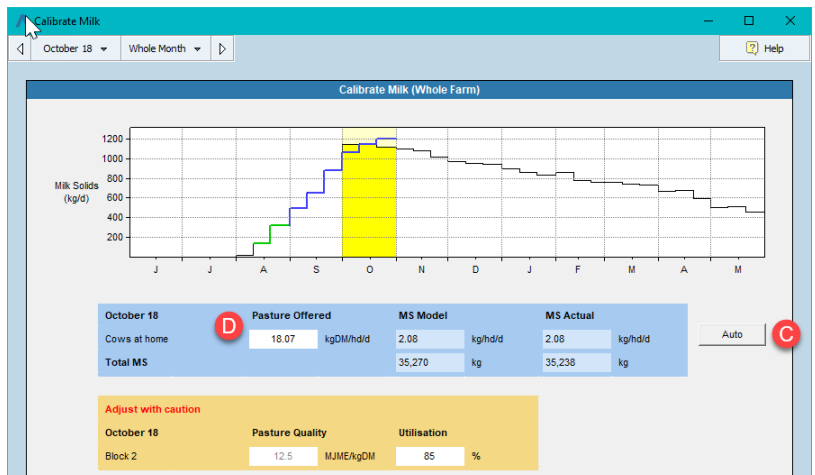 Calibrate Milk
October 18 Whole Month Help
Calibrate Milk (Whole Farm)
1200
1000
800
600
400
200
Milk Solids
(kg/d)
J J A S O N D J F M A M
October 18 Pasture Offered MS Model MS Actual
D
Cows at home 18.07 kgDM/hd/d 2.08 kg/hd/d 2.08 kg/hd/d
Total MS 35,270 kg 35,238 kg
Auto C
Adjust with caution
October 18 Pasture Quality Utilisation
Block 2 12.5 MJME/kgDM 85 %